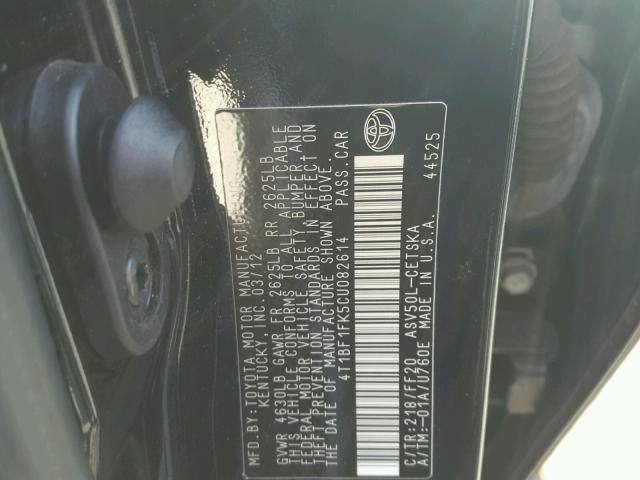 MFD.BY:TOYOTA MOTOR MANUFACTURING
KENTUCKY, INC. 03/12
GVWR 4630LB GAWR FR 2625LB RR 2625LB
THIS VEHICLE CONFORMS TO ALL APPLICABLE
FEDERAL MOTOR VEHICLE SAFETY, BUMPER, AND
THEFT PREVENTION STANDARDS IN EFFECT ON
THE DATE OF MANUFACTURE SHOWN ABOVE.
4T1BF1FK5CU082614 PASS.CAR
C/TR:218/FF20 ASV50L-CETSKA
A/TM:-01A/U760E MADE IN U.S.A. 44525